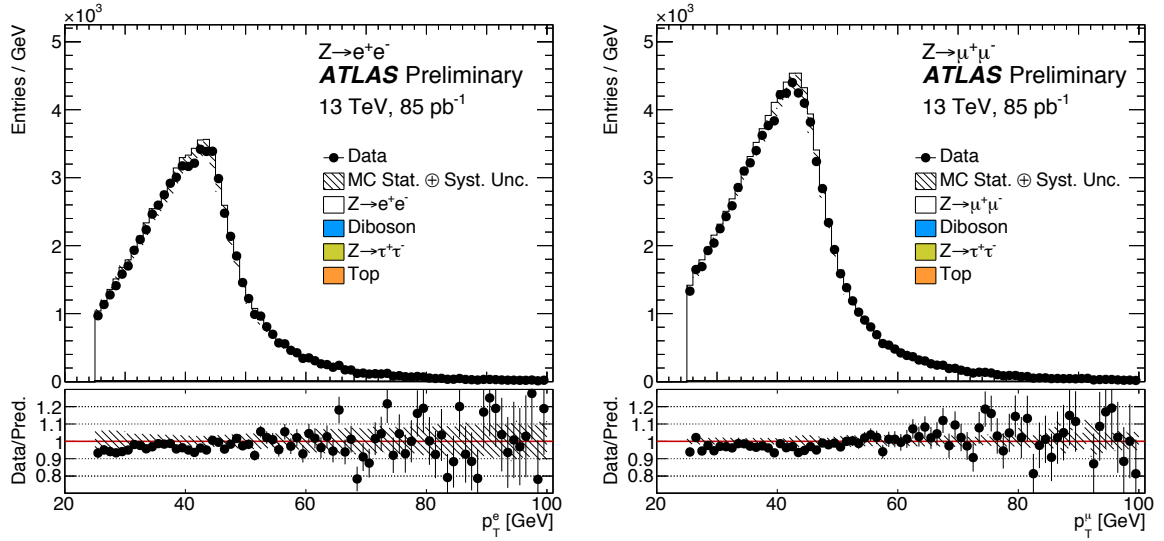 ×10³
Entries / GeV
5
4
3
2
1
0
Z→e⁺e⁻
ATLAS Preliminary
13 TeV, 85 pb⁻¹
Data
MC Stat. ⊕ Syst. Unc.
Z→e⁺e⁻
Diboson
Z→τ⁺τ⁻
Top
Data/Pred.
1.2
1.1
1
0.9
0.8
20 40 60 80 100
p_T^e [GeV]
×10³
Entries / GeV
5
4
3
2
1
0
Z→μ⁺μ⁻
ATLAS Preliminary
13 TeV, 85 pb⁻¹
Data
MC Stat. ⊕ Syst. Unc.
Z→μ⁺μ⁻
Diboson
Z→τ⁺τ⁻
Top
Data/Pred.
1.2
1.1
1
0.9
0.8
20 40 60 80 100
p_T^μ [GeV]